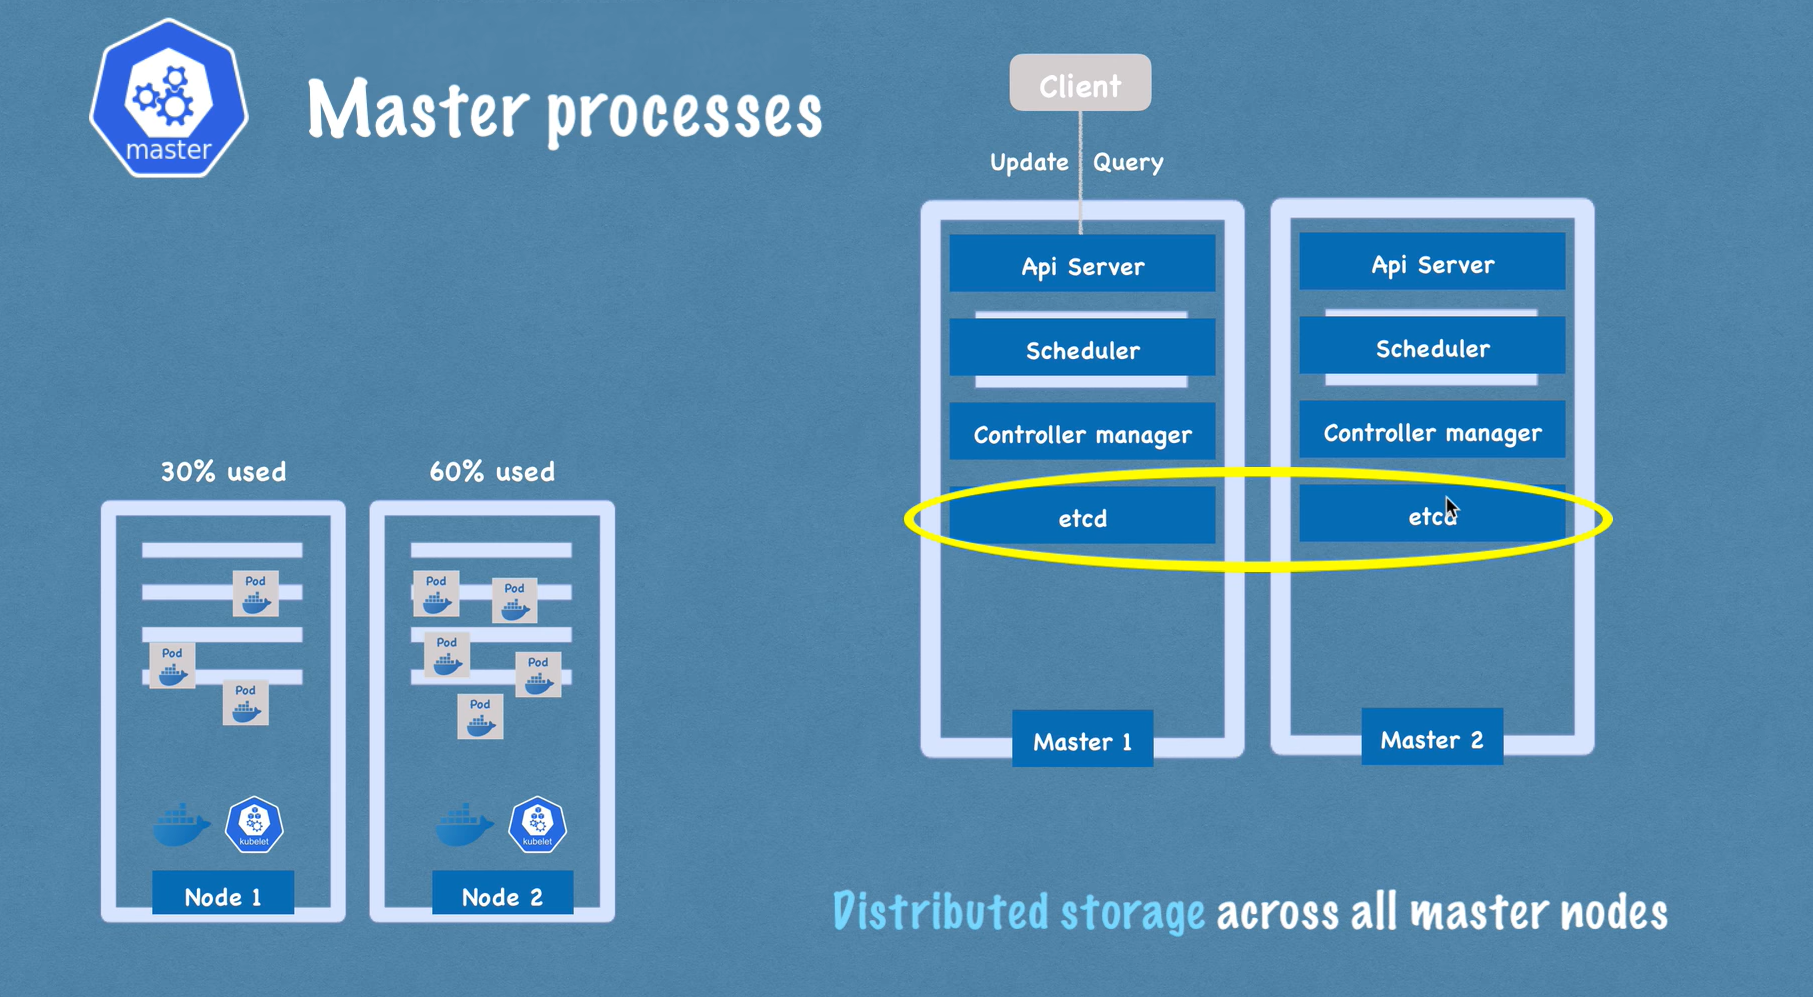 master
Master processes
Client
Update Query
Api Server
Scheduler
Controller manager
etcd
Master 1
Api Server
Scheduler
Controller manager
etcd
Master 2
30% used
Pod
Pod
Pod
kubelet
Node 1
60% used
Pod
Pod
Pod
Pod
Pod
kubelet
Node 2
Distributed storage across all master nodes